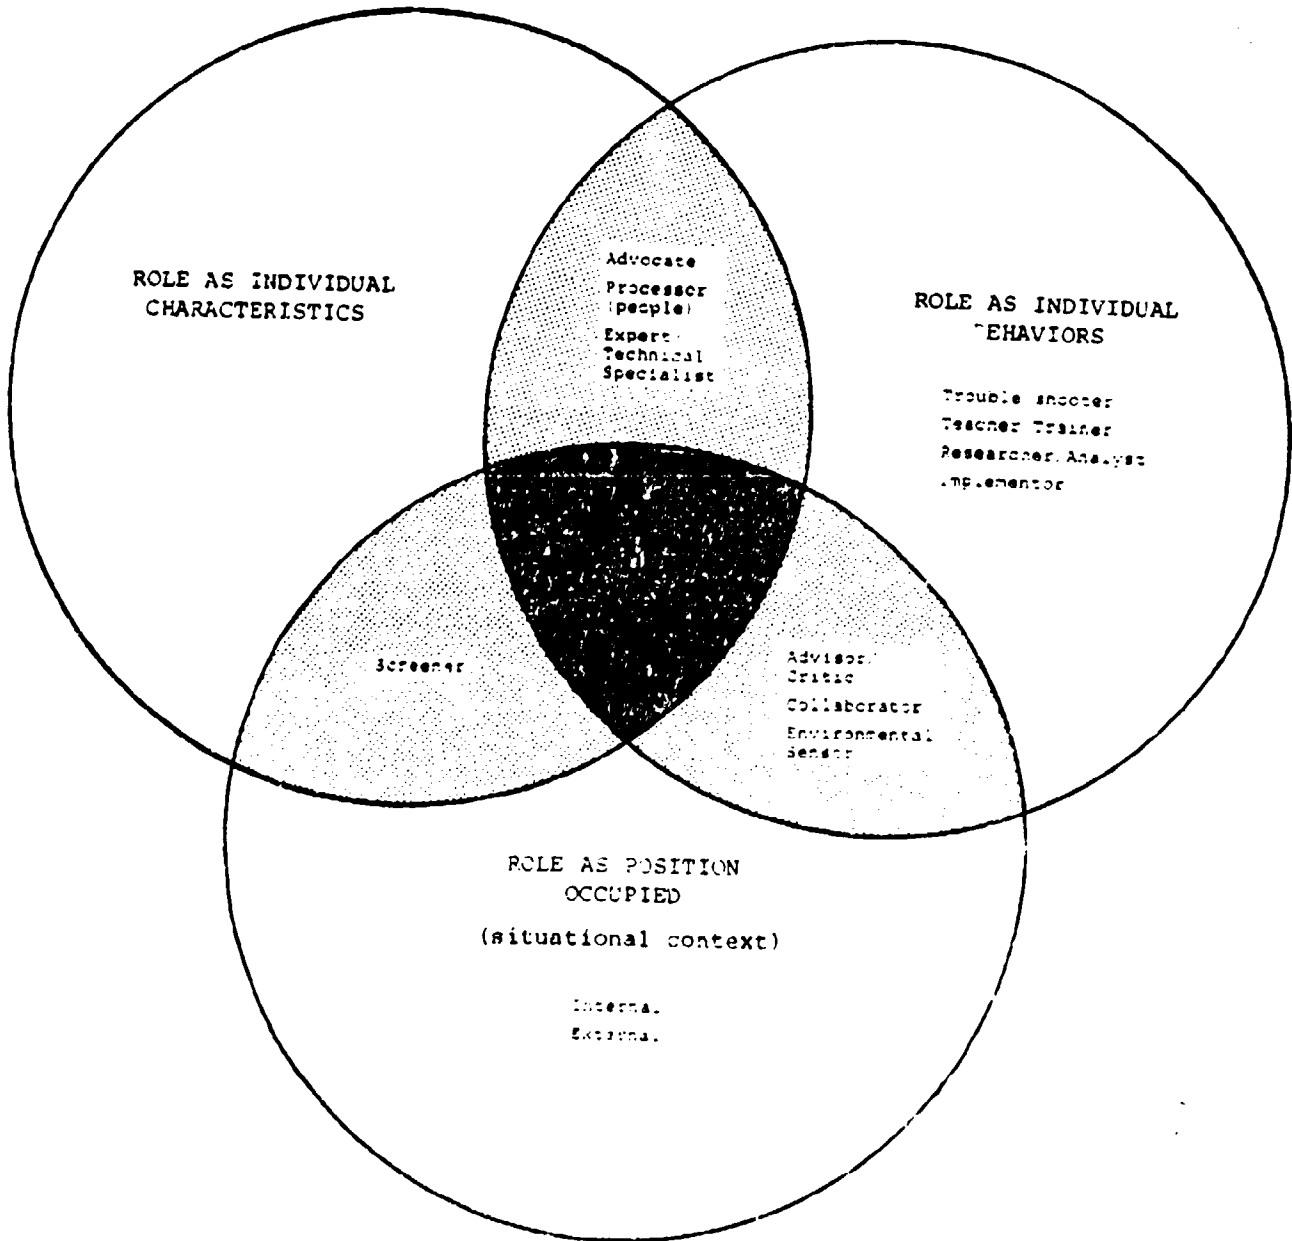 ROLE AS INDIVIDUAL
CHARACTERISTICS
Advocate
Processor
(people)
Expert
Technical
Specialist
ROLE AS INDIVIDUAL
BEHAVIORS
Trouble shooter
Teacher Trainer
Researcher/Analyst
Implementor
Screener
Advisor/
Critic
Collaborator
Environmental
Sensor
ROLE AS POSITION
OCCUPIED
(situational context)
Internal
External